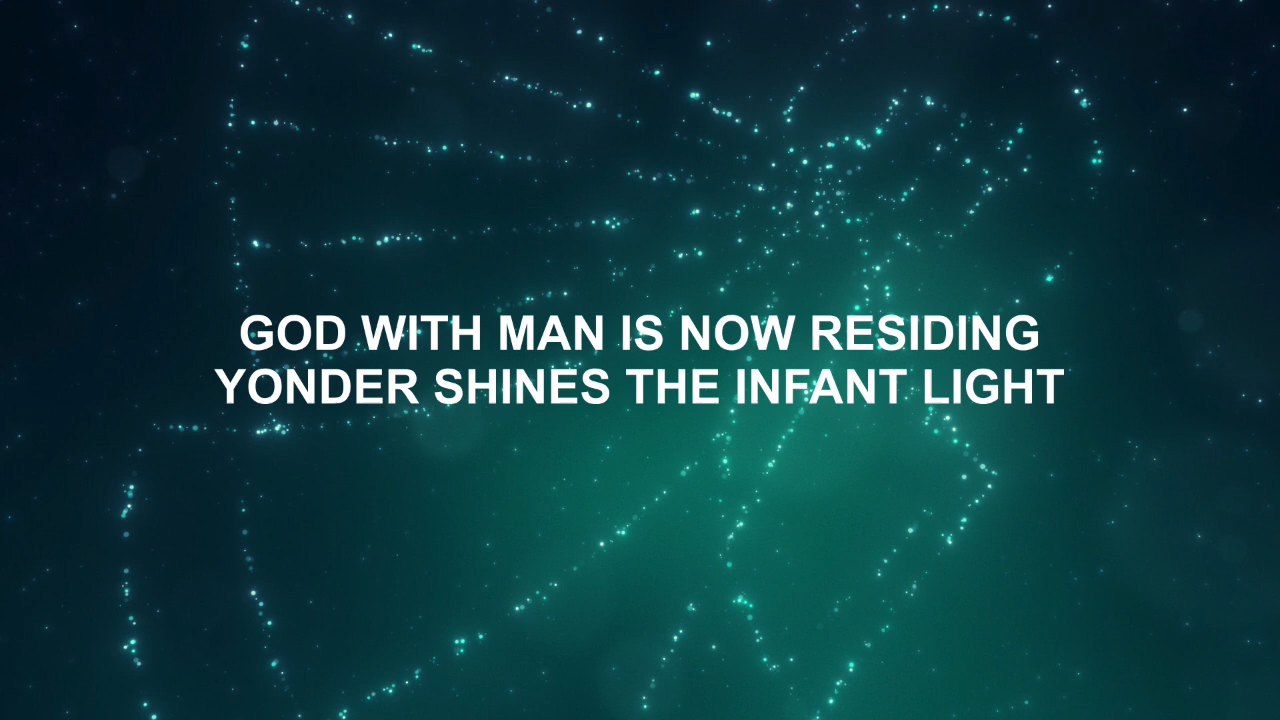 GOD WITH MAN IS NOW RESIDING
YONDER SHINES THE INFANT LIGHT